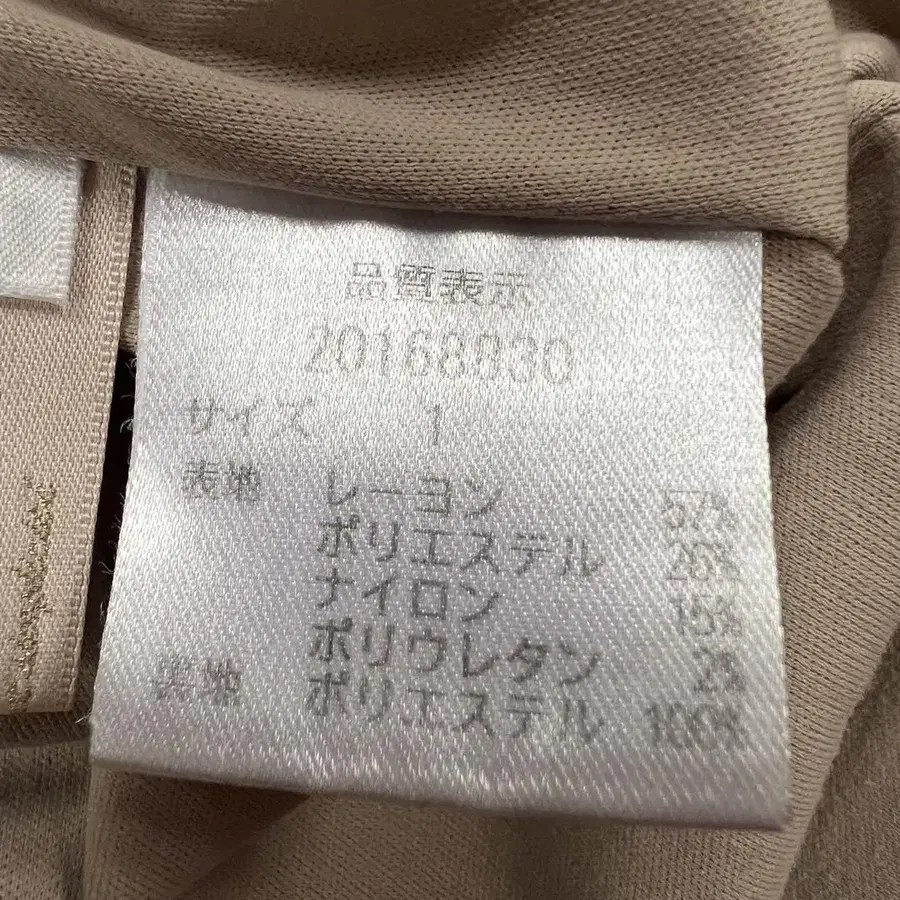 品質表示
20168830
サイズ 1
表地 レーヨン 57%
ポリエステル 26%
ナイロン 15%
ポリウレタン 2%
裏地 ポリエステル 100%